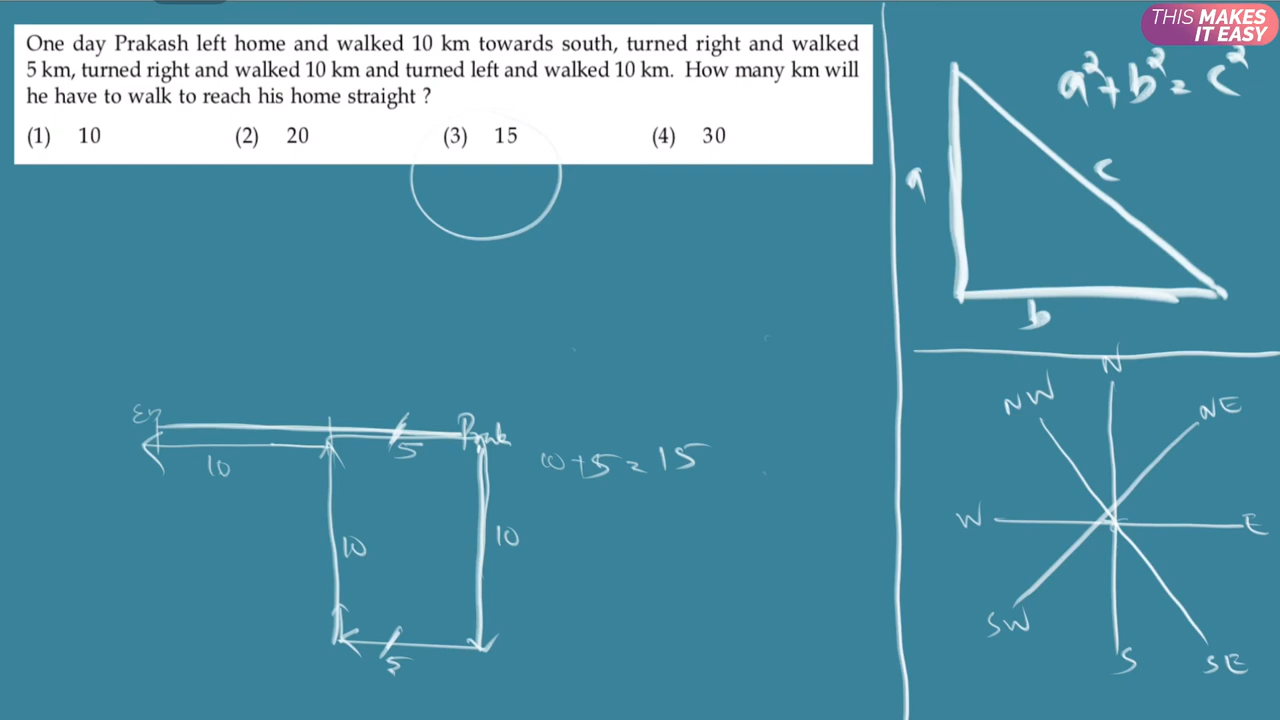 THIS MAKES
IT EASY
One day Prakash left home and walked 10 km towards south, turned right and walked
5 km, turned right and walked 10 km and turned left and walked 10 km. How many km will
he have to walk to reach his home straight ?
(1) 10 (2) 20 (3) 15 (4) 30
a² + b² = c²
a
c
b
10
5
10 + 5 = 15
10
10
5
N
NW
NE
W
E
SW
S
SE